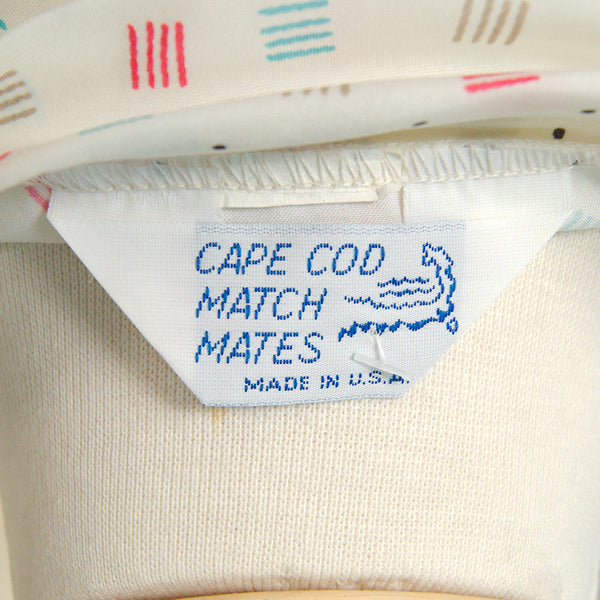 CAPE COD
MATCH
MATES
MADE IN U.S.A.